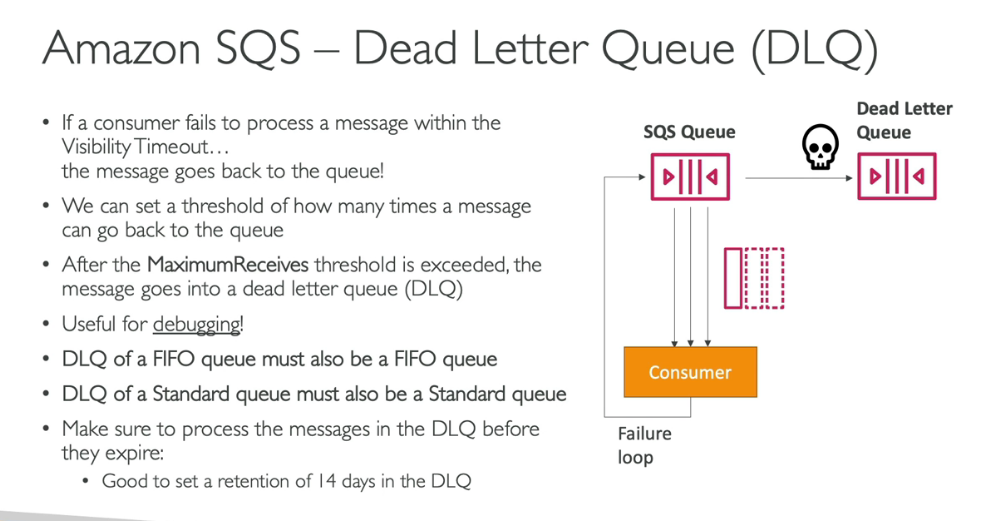 Amazon SQS – Dead Letter Queue (DLQ)
• If a consumer fails to process a message within the
Visibility Timeout…
the message goes back to the queue!
• We can set a threshold of how many times a message
can go back to the queue
• After the MaximumReceives threshold is exceeded, the
message goes into a dead letter queue (DLQ)
• Useful for debugging!
• DLQ of a FIFO queue must also be a FIFO queue
• DLQ of a Standard queue must also be a Standard queue
• Make sure to process the messages in the DLQ before
they expire:
• Good to set a retention of 14 days in the DLQ
SQS Queue
Dead Letter
Queue
Consumer
Failure
loop